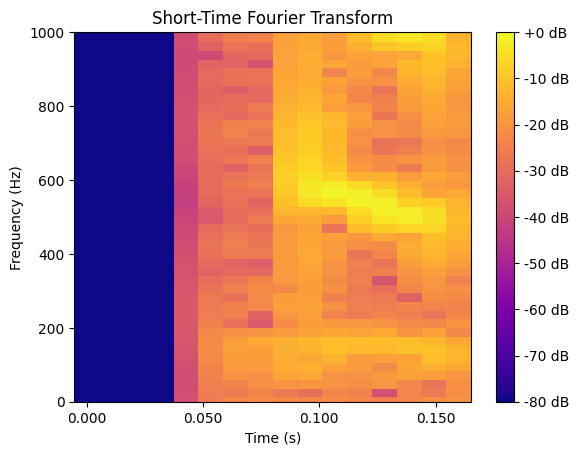 Short-Time Fourier Transform
Frequency (Hz)
1000
800
600
400
200
0
0.000
0.050
0.100
0.150
Time (s)
+0 dB
-10 dB
-20 dB
-30 dB
-40 dB
-50 dB
-60 dB
-70 dB
-80 dB